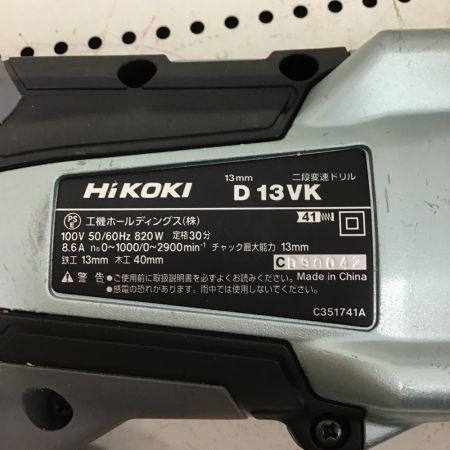 HiKOKI
13mm 二段変速ドリル
D 13VK
PS E
工機ホールディングス(株)
41
100V 50/60Hz 820W 定格30分
8.6A n₀0~1000/0~2900min⁻¹ チャック最大能力 13mm
鉄工 13mm 木工 40mm
C090042
⚠ 警告 ●ご使用前に取扱説明書を必ずよくお読みください。 Made in China
●感電の恐れがあります。雨中では使用しないでください。
C351741A